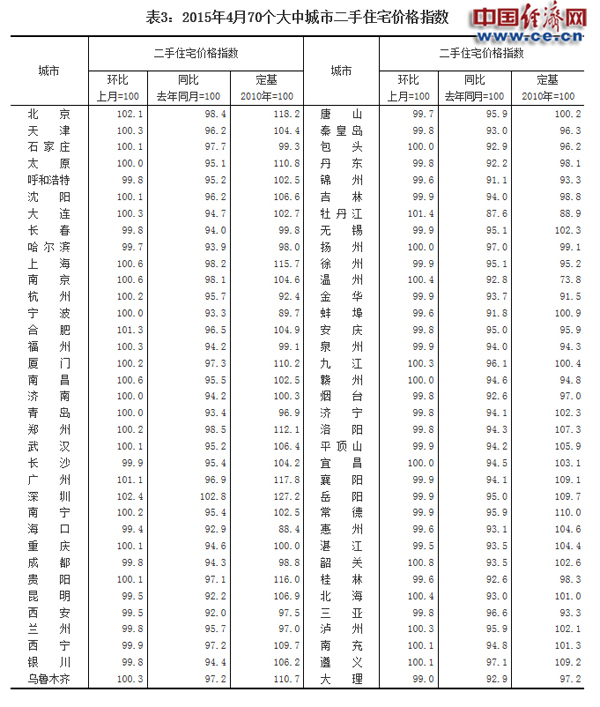 中国经济网
www.ce.cn
表3：2015年4月70个大中城市二手住宅价格指数
城市 二手住宅价格指数 城市 二手住宅价格指数
环比 同比 定基 环比 同比 定基
上月=100 去年同月=100 2010年=100 上月=100 去年同月=100 2010年=100
北京 102.1 98.4 118.2 唐山 99.7 95.9 100.2
天津 100.3 96.2 104.4 秦皇岛 99.8 93.0 96.3
石家庄 100.1 97.7 99.3 包头 100.0 92.9 96.2
太原 100.0 95.1 110.8 丹东 99.8 92.2 98.1
呼和浩特 99.8 95.2 102.5 锦州 99.6 91.1 93.3
沈阳 100.1 96.2 106.6 吉林 99.9 94.0 98.8
大连 100.3 94.7 102.7 牡丹江 101.4 87.6 88.9
长春 99.8 94.0 99.8 无锡 99.9 95.1 102.3
哈尔滨 99.7 93.9 98.0 扬州 100.0 97.0 99.1
上海 100.6 98.2 115.7 徐州 99.9 95.1 95.2
南京 100.6 98.1 104.6 温州 100.4 92.8 73.8
杭州 100.2 95.7 92.4 金华 99.9 93.7 91.5
宁波 100.0 93.3 89.7 蚌埠 99.6 91.8 100.9
合肥 101.3 96.5 104.9 安庆 99.8 95.0 95.9
福州 100.3 94.2 99.1 泉州 99.9 94.0 94.3
厦门 100.2 97.3 110.2 九江 100.3 96.1 100.4
南昌 100.6 95.5 102.5 赣州 100.0 94.6 94.8
济南 100.0 94.2 100.3 烟台 99.8 92.6 97.0
青岛 100.0 93.4 96.9 济宁 99.8 94.1 102.3
郑州 100.2 98.5 112.1 洛阳 99.8 94.3 107.3
武汉 100.1 95.2 106.4 平顶山 99.9 94.2 105.9
长沙 99.9 95.4 104.2 宜昌 100.0 94.5 103.1
广州 101.1 96.9 117.8 襄阳 99.9 94.1 109.1
深圳 102.4 102.8 127.2 岳阳 99.9 95.0 109.7
南宁 100.2 95.4 102.5 常德 99.9 95.9 110.0
海口 99.4 92.9 88.4 惠州 99.6 93.1 104.6
重庆 100.1 94.6 100.0 湛江 99.5 93.5 104.4
成都 99.8 94.3 98.8 韶关 100.8 93.5 102.6
贵阳 100.1 97.1 116.0 桂林 99.6 92.6 98.3
昆明 99.5 92.2 106.9 北海 100.4 93.0 101.0
西安 99.5 92.0 97.5 三亚 99.8 96.6 93.3
兰州 99.8 95.7 97.0 泸州 100.3 95.9 102.1
西宁 99.9 97.2 109.7 南充 100.1 94.8 101.3
银川 99.8 94.4 106.2 遵义 100.1 97.1 109.2
乌鲁木齐 100.3 97.2 110.7 大理 99.0 92.9 97.2